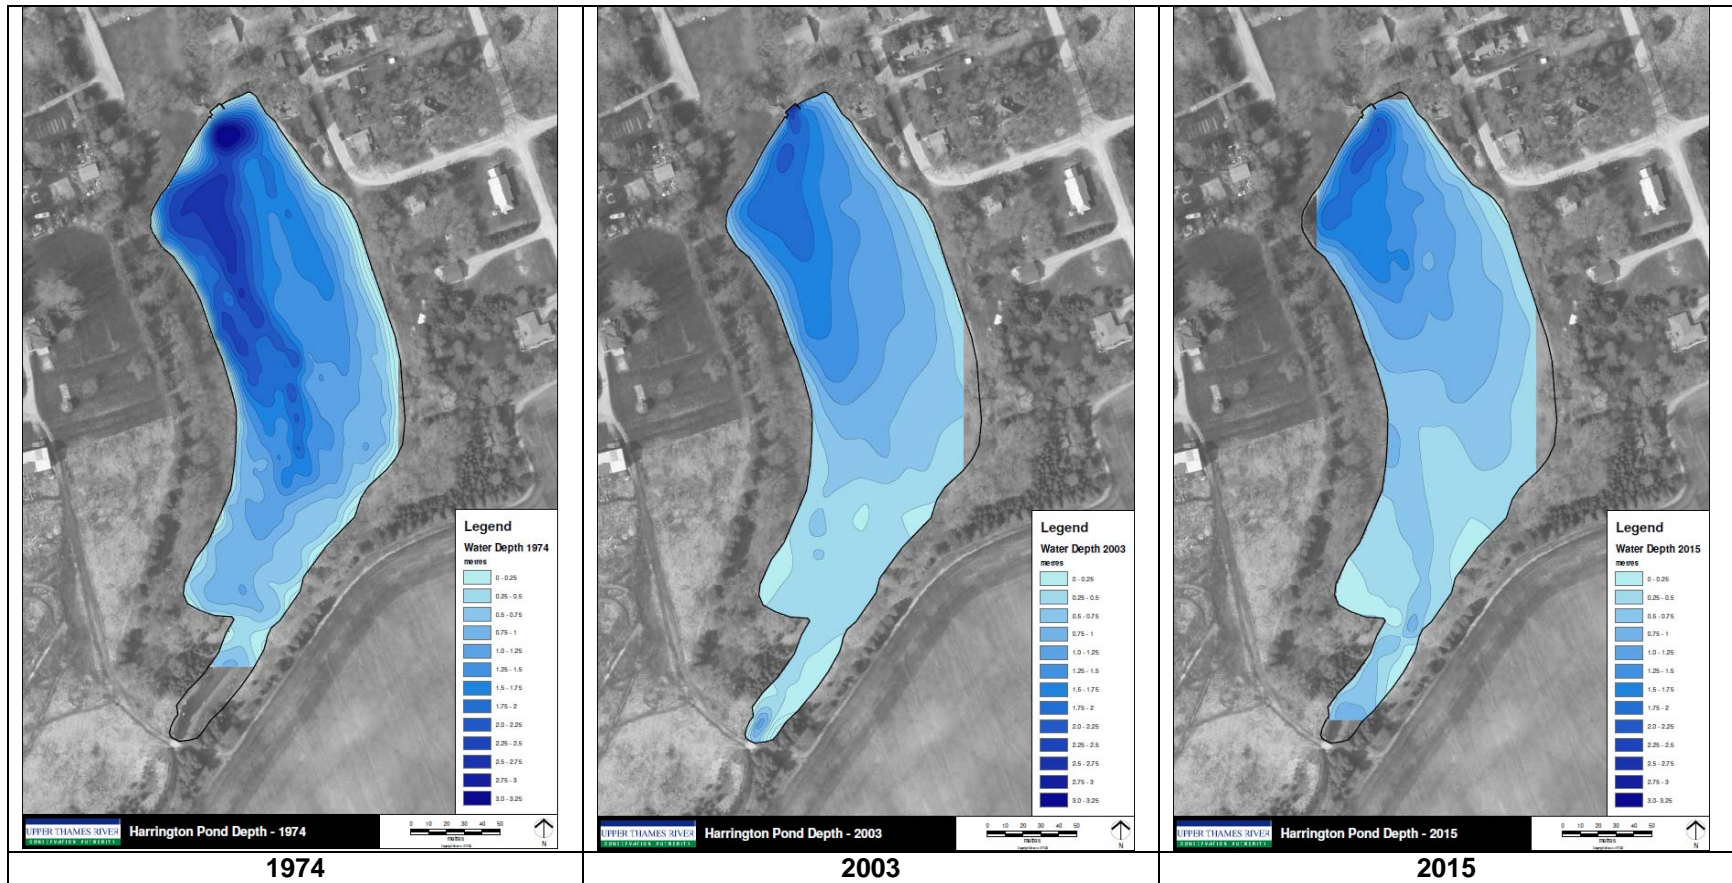 Legend
Water Depth 1974
metres
0 - 0.25
0.25 - 0.5
0.5 - 0.75
0.75 - 1
1.0 - 1.25
1.25 - 1.5
1.5 - 1.75
1.75 - 2
2.0 - 2.25
2.25 - 2.5
2.5 - 2.75
2.75 - 3
3.0 - 3.25
UPPER THAMES RIVER
CONSERVATION AUTHORITY
Harrington Pond Depth - 1974
0 10 20 30 40 50
metres
N
1974
Legend
Water Depth 2003
metres
0 - 0.25
0.25 - 0.5
0.5 - 0.75
0.75 - 1
1.0 - 1.25
1.25 - 1.5
1.5 - 1.75
1.75 - 2
2.0 - 2.25
2.25 - 2.5
2.5 - 2.75
2.75 - 3
3.0 - 3.25
UPPER THAMES RIVER
CONSERVATION AUTHORITY
Harrington Pond Depth - 2003
0 10 20 30 40 50
metres
N
2003
Legend
Water Depth 2015
metres
0 - 0.25
0.25 - 0.5
0.5 - 0.75
0.75 - 1
1.0 - 1.25
1.25 - 1.5
1.5 - 1.75
1.75 - 2
2.0 - 2.25
2.25 - 2.5
2.5 - 2.75
2.75 - 3
3.0- 3.25
UPPER THAMES RIVER
CONSERVATION AUTHORITY
Harrington Pond Depth - 2015
0 10 20 30 40 50
metres
N
2015